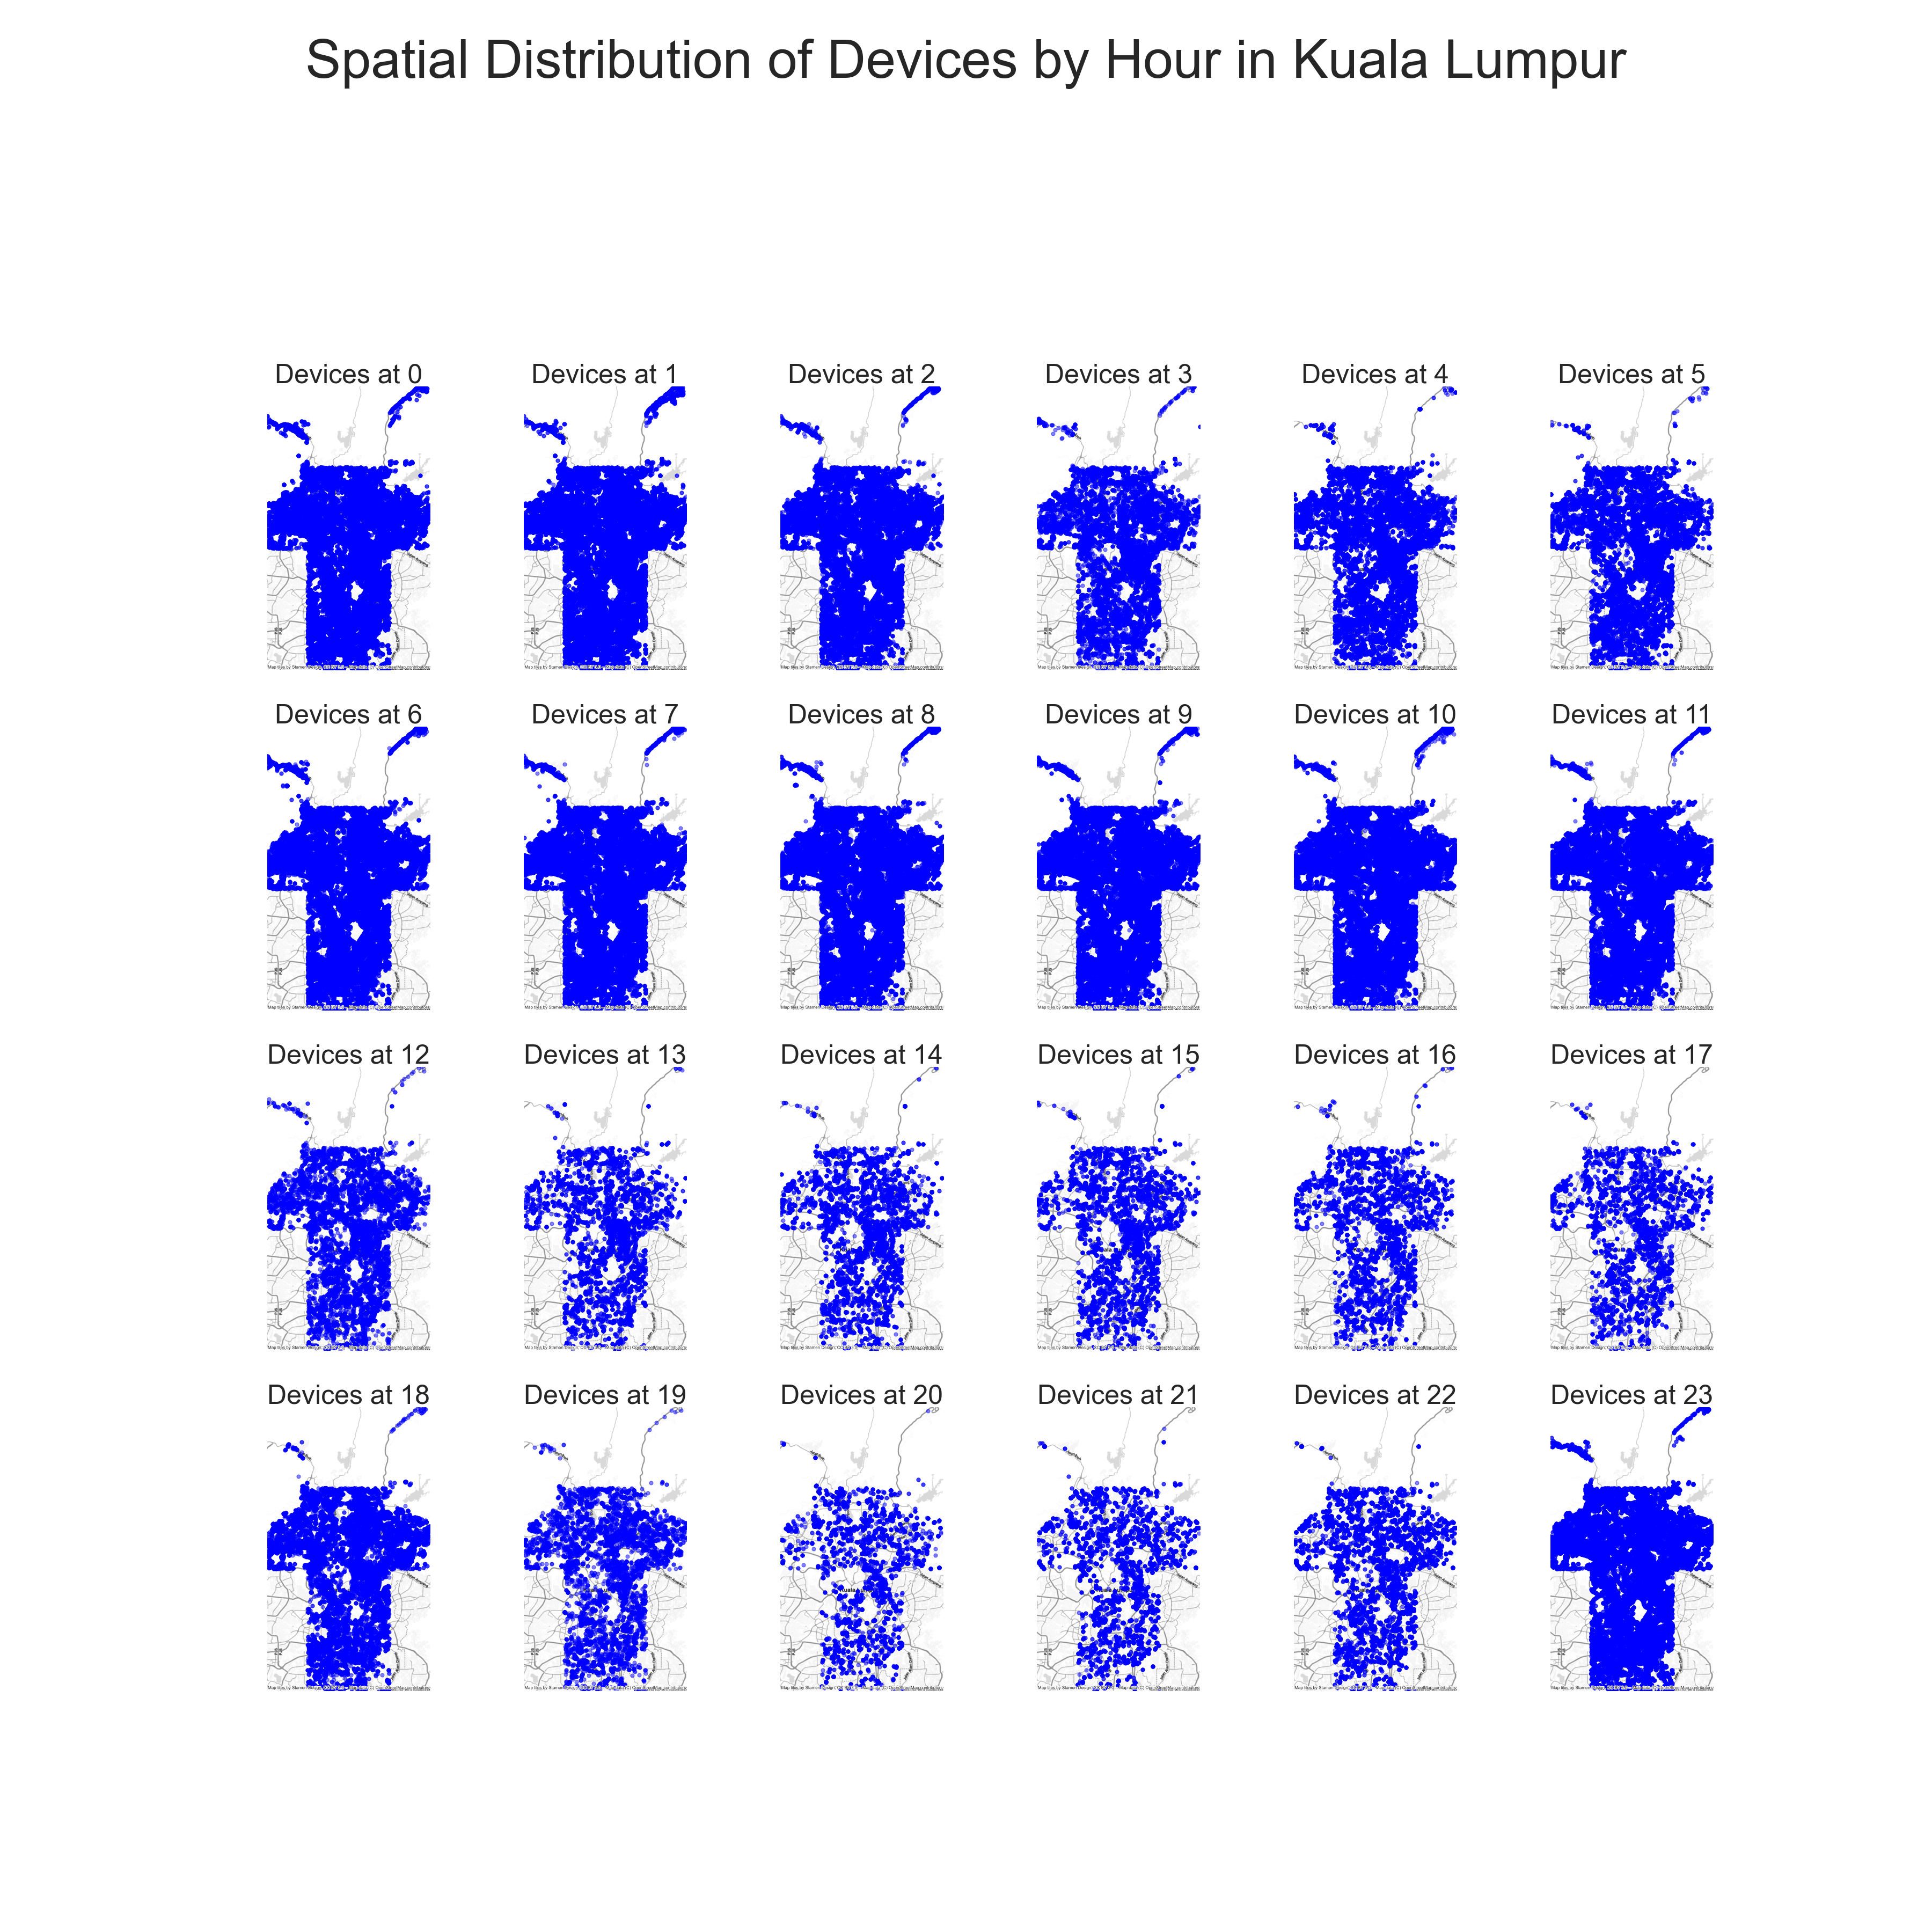 Spatial Distribution of Devices by Hour in Kuala Lumpur
Devices at 0
Devices at 1
Devices at 2
Devices at 3
Devices at 4
Devices at 5
Devices at 6
Devices at 7
Devices at 8
Devices at 9
Devices at 10
Devices at 11
Devices at 12
Devices at 13
Devices at 14
Devices at 15
Devices at 16
Devices at 17
Devices at 18
Devices at 19
Devices at 20
Devices at 21
Devices at 22
Devices at 23